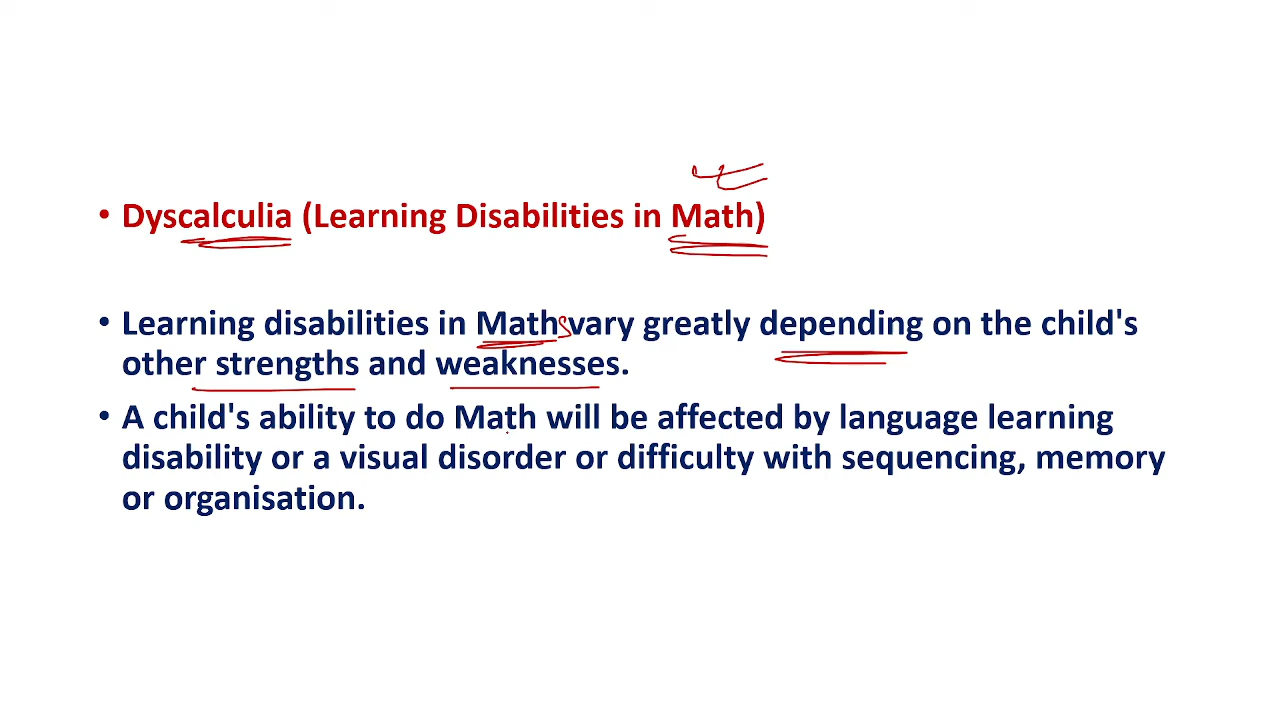 • Dyscalculia (Learning Disabilities in Math)
• Learning disabilities in Maths vary greatly depending on the child's
other strengths and weaknesses.
• A child's ability to do Math will be affected by language learning
disability or a visual disorder or difficulty with sequencing, memory
or organisation.